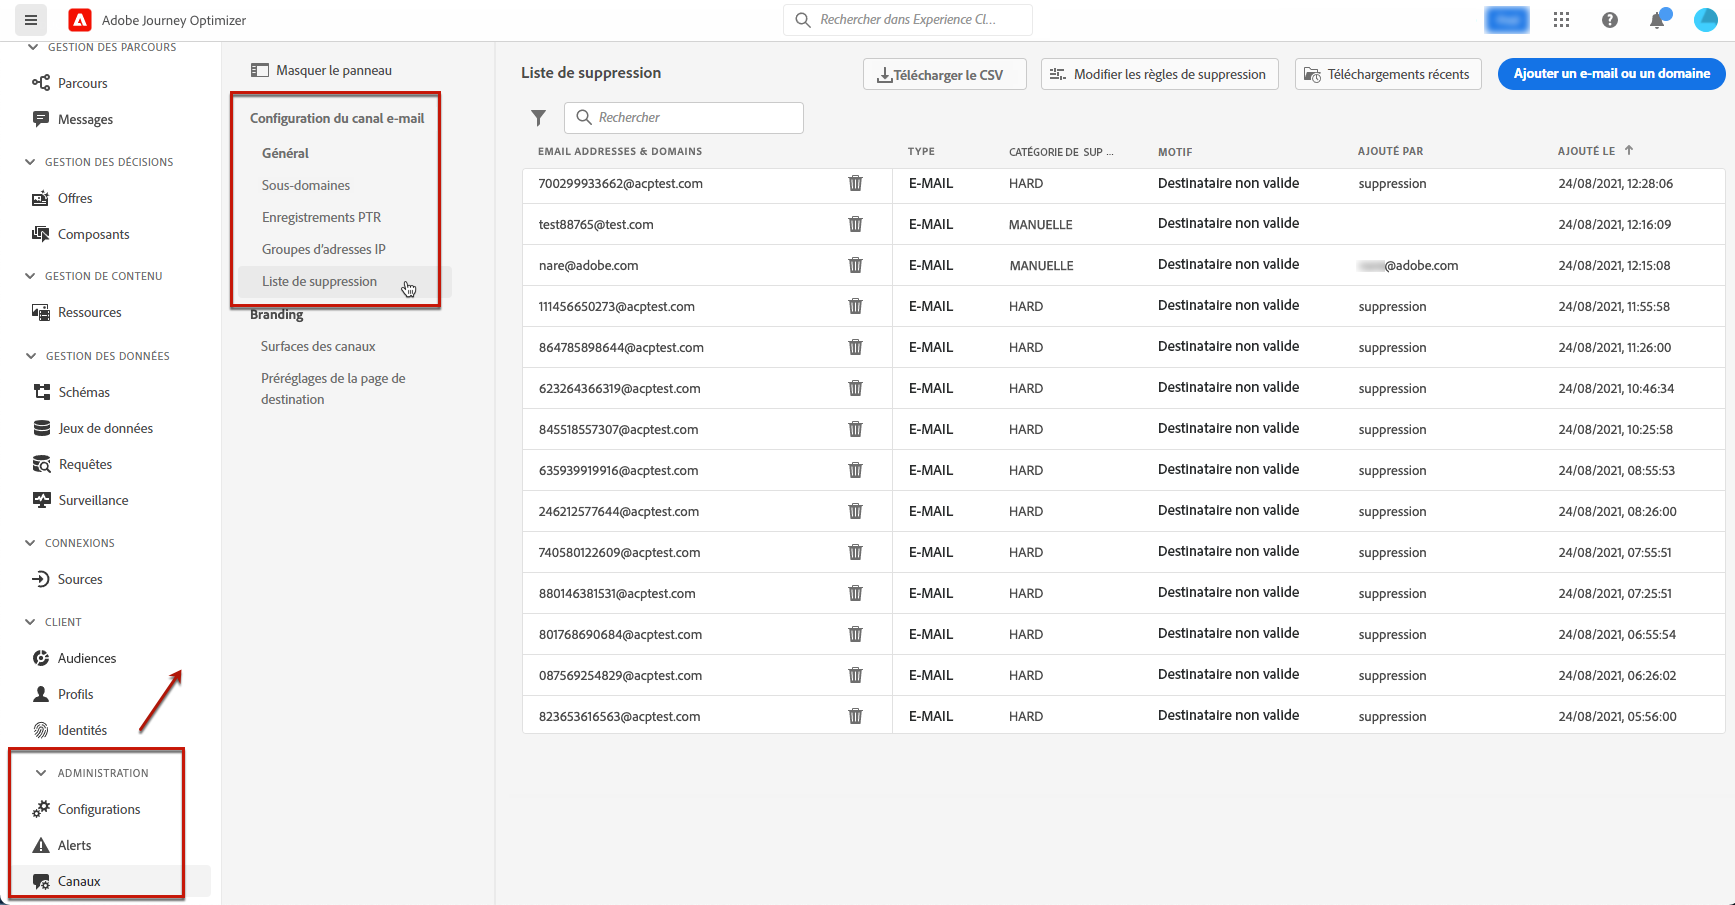 Adobe Journey Optimizer
Rechercher dans Experience Cl...
GESTION DES PARCOURS
Parcours
Messages
GESTION DES DÉCISIONS
Offres
Composants
GESTION DE CONTENU
Ressources
GESTION DES DONNÉES
Schémas
Jeux de données
Requêtes
Surveillance
CONNEXIONS
Sources
CLIENT
Audiences
Profils
Identités
ADMINISTRATION
Configurations
Alerts
Canaux
Masquer le panneau
Configuration du canal e-mail
Général
Sous-domaines
Enregistrements PTR
Groupes d'adresses IP
Liste de suppression
Branding
Surfaces des canaux
Préréglages de la page de
destination
Liste de suppression
Télécharger le CSV
Modifier les règles de suppression
Téléchargements récents
Ajouter un e-mail ou un domaine
Rechercher
EMAIL ADDRESSES & DOMAINS TYPE CATÉGORIE DE SUP ... MOTIF AJOUTÉ PAR AJOUTÉ LE
700299933662@acptest.com E-MAIL HARD Destinataire non valide suppression 24/08/2021, 12:28:06
test88765@test.com E-MAIL MANUELLE Destinataire non valide 24/08/2021, 12:16:09
nare@adobe.com E-MAIL MANUELLE Destinataire non valide @adobe.com 24/08/2021, 12:15:08
111456650273@acptest.com E-MAIL HARD Destinataire non valide suppression 24/08/2021, 11:55:58
864785898644@acptest.com E-MAIL HARD Destinataire non valide suppression 24/08/2021, 11:26:00
623264366319@acptest.com E-MAIL HARD Destinataire non valide suppression 24/08/2021, 10:46:34
845518557307@acptest.com E-MAIL HARD Destinataire non valide suppression 24/08/2021, 10:25:58
635939919916@acptest.com E-MAIL HARD Destinataire non valide suppression 24/08/2021, 08:55:53
246212577644@acptest.com E-MAIL HARD Destinataire non valide suppression 24/08/2021, 08:26:00
740580122609@acptest.com E-MAIL HARD Destinataire non valide suppression 24/08/2021, 07:55:51
880146381531@acptest.com E-MAIL HARD Destinataire non valide suppression 24/08/2021, 07:25:51
801768690684@acptest.com E-MAIL HARD Destinataire non valide suppression 24/08/2021, 06:55:54
087569254829@acptest.com E-MAIL HARD Destinataire non valide suppression 24/08/2021, 06:26:02
823653616563@acptest.com E-MAIL HARD Destinataire non valide suppression 24/08/2021, 05:56:00